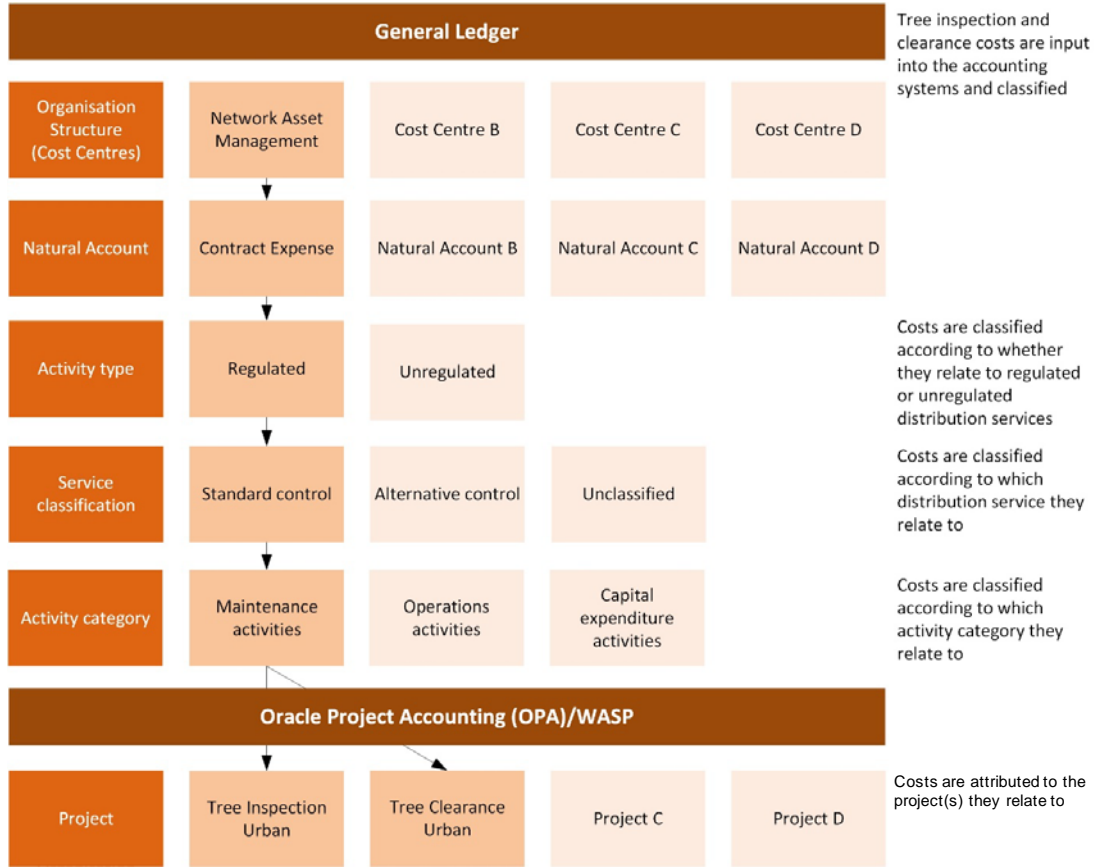 General Ledger
Tree inspection and
clearance costs are input
into the accounting
systems and classified
Organisation
Structure
(Cost Centres)
Network Asset
Management
Cost Centre B
Cost Centre C
Cost Centre D
Natural Account
Contract Expense
Natural Account B
Natural Account C
Natural Account D
Activity type
Regulated
Unregulated
Costs are classified
according to whether
they relate to regulated
or unregulated
distribution services
Service
classification
Standard control
Alternative control
Unclassified
Costs are classified
according to which
distribution service they
relate to
Activity category
Maintenance
activities
Operations
activities
Capital
expenditure
activities
Costs are classified
according to which
activity category they
relate to
Oracle Project Accounting (OPA)/WASP
Project
Tree Inspection
Urban
Tree Clearance
Urban
Project C
Project D
Costs are attributed to the
project(s) they relate to